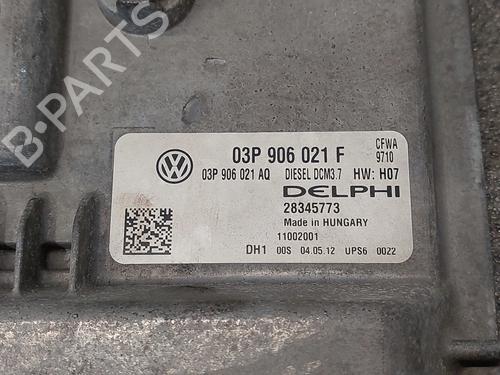 B-PARTS
03P 906 021 F
CFWA
9710
03P 906 021 AQ DIESEL DCM3.7 HW: H07
DELPHI
28345773
Made in HUNGARY
11002001
DH1 00S 04.05.12 UPS6 0022